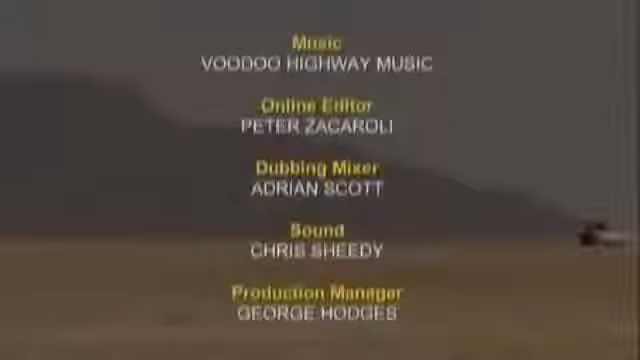 Music
VOODOO HIGHWAY MUSIC
Online Editor
PETER ZACAROLI
Dubbing Mixer
ADRIAN SCOTT
Sound
CHRIS SHEEDY
Production Manager
GEORGE HODGES